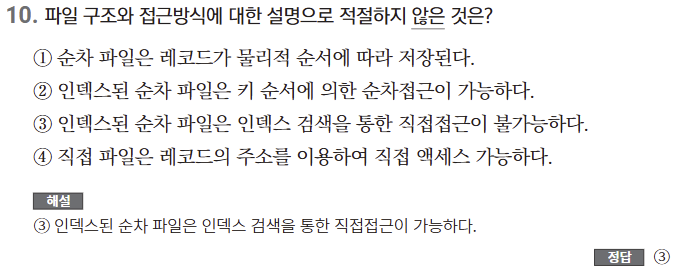 10. 파일 구조와 접근방식에 대한 설명으로 적절하지 않은 것은?
① 순차 파일은 레코드가 물리적 순서에 따라 저장된다.
② 인덱스된 순차 파일은 키 순서에 의한 순차접근이 가능하다.
③ 인덱스된 순차 파일은 인덱스 검색을 통한 직접접근이 불가능하다.
④ 직접 파일은 레코드의 주소를 이용하여 직접 액세스 가능하다.
해설
③ 인덱스된 순차 파일은 인덱스 검색을 통한 직접접근이 가능하다.
정답 ③